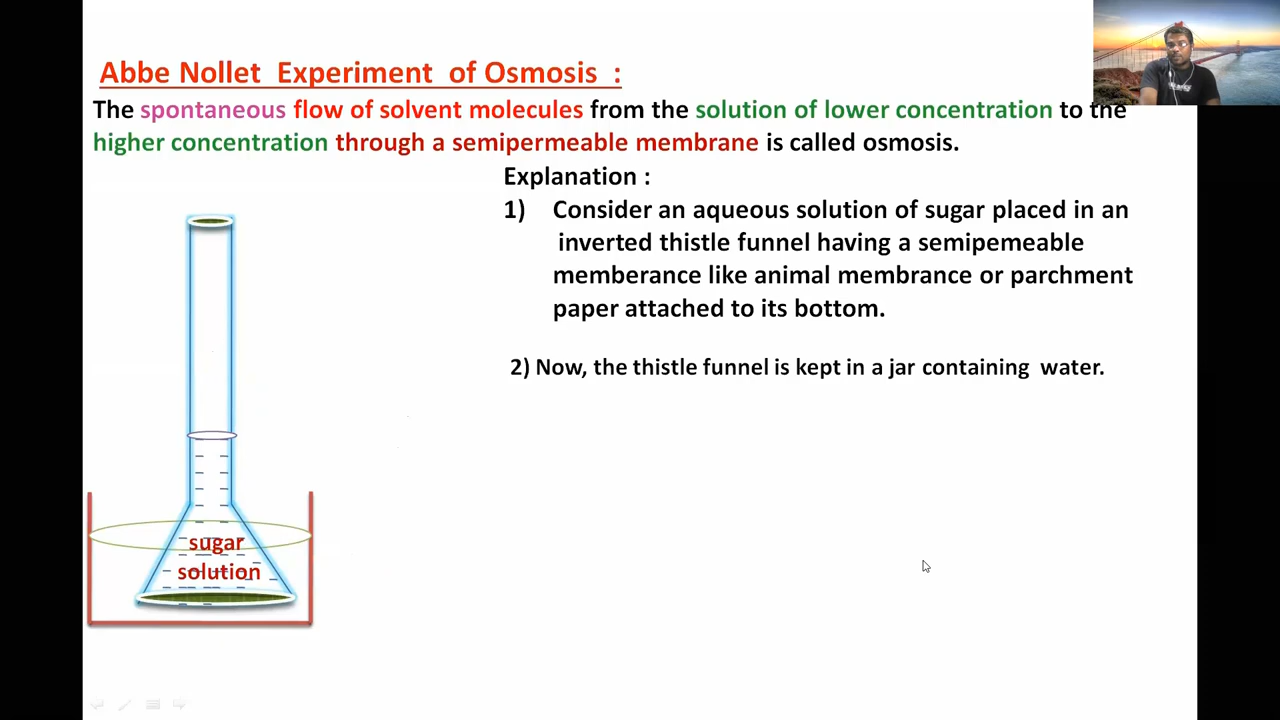 Abbe Nollet Experiment of Osmosis :
The spontaneous flow of solvent molecules from the solution of lower concentration to the
higher concentration through a semipermeable membrane is called osmosis.
Explanation :
1) Consider an aqueous solution of sugar placed in an
inverted thistle funnel having a semipemeable
memberance like animal membrance or parchment
paper attached to its bottom.
2) Now, the thistle funnel is kept in a jar containing water.
sugar
solution